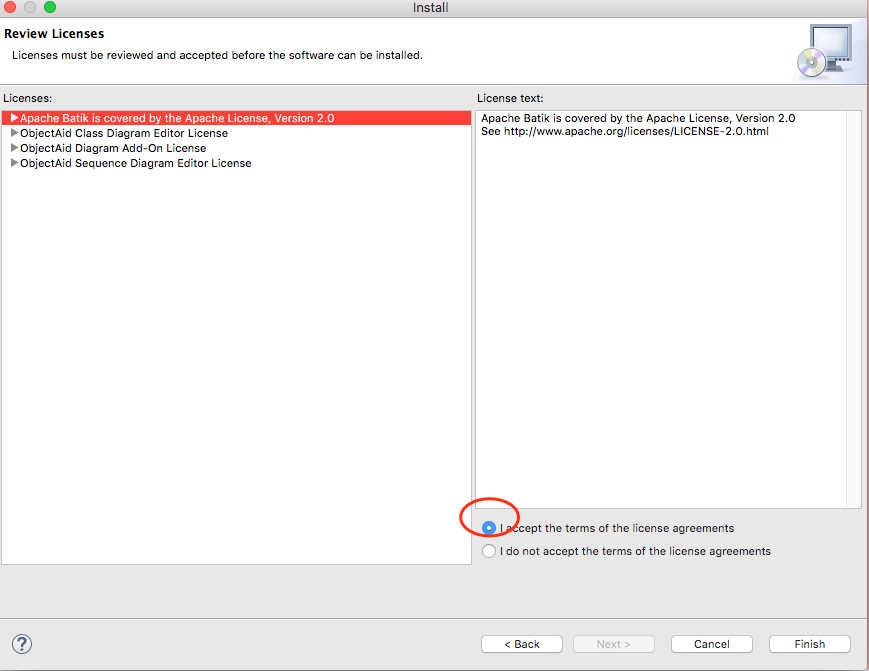 Install
Review Licenses
Licenses must be reviewed and accepted before the software can be installed.
Licenses:
Apache Batik is covered by the Apache License, Version 2.0
ObjectAid Class Diagram Editor License
ObjectAid Diagram Add-On License
ObjectAid Sequence Diagram Editor License
License text:
Apache Batik is covered by the Apache License, Version 2.0
See http://www.apache.org/licenses/LICENSE-2.0.html
I accept the terms of the license agreements
I do not accept the terms of the license agreements
?
< Back
Next >
Cancel
Finish